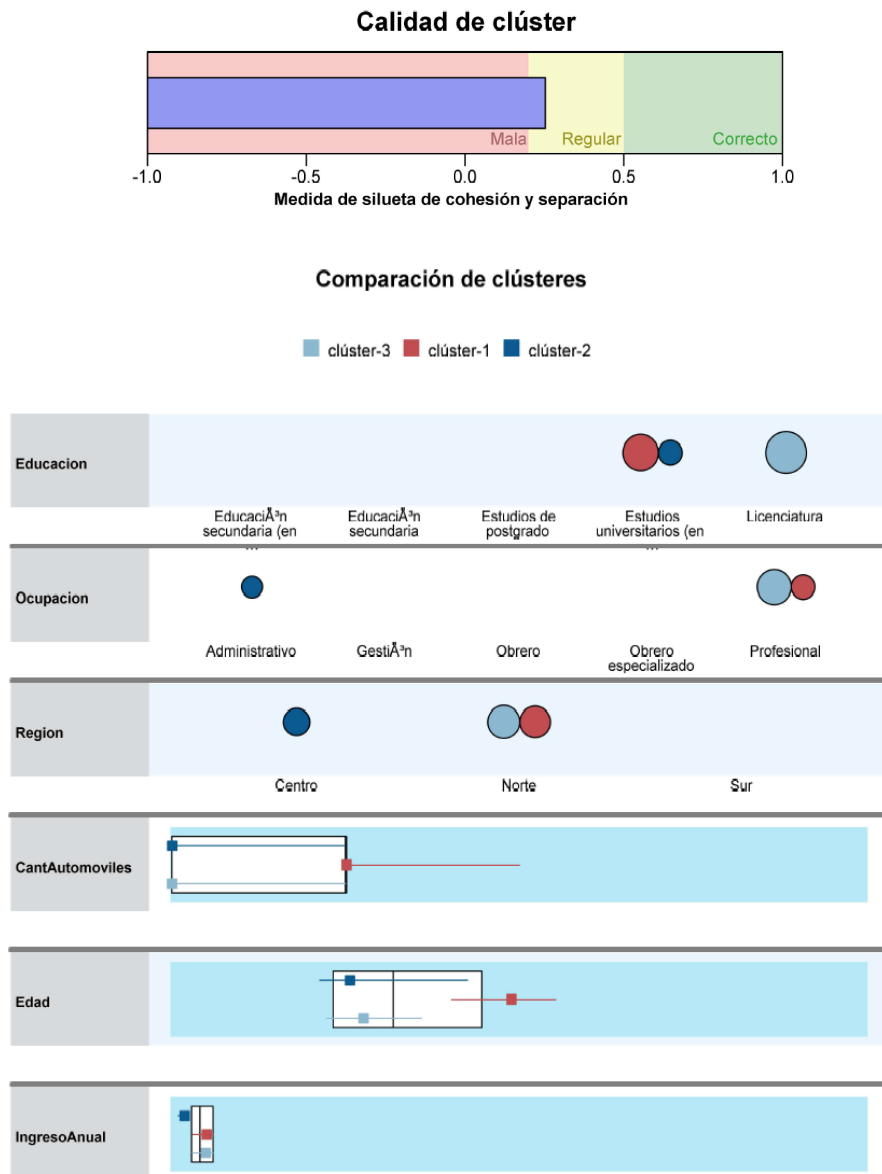 Calidad de clúster
Mala Regular Correcto
-1.0 -0.5 0.0 0.5 1.0
Medida de silueta de cohesión y separación
Comparación de clústeres
clúster-3 clúster-1 clúster-2
Educacion
EducaciÃ³n secundaria (en ...
EducaciÃ³n secundaria
Estudios de postgrado
Estudios universitarios (en ...
Licenciatura
Ocupacion
Administrativo
GestiÃ³n
Obrero
Obrero especializado
Profesional
Region
Centro
Norte
Sur
CantAutomoviles
Edad
IngresoAnual